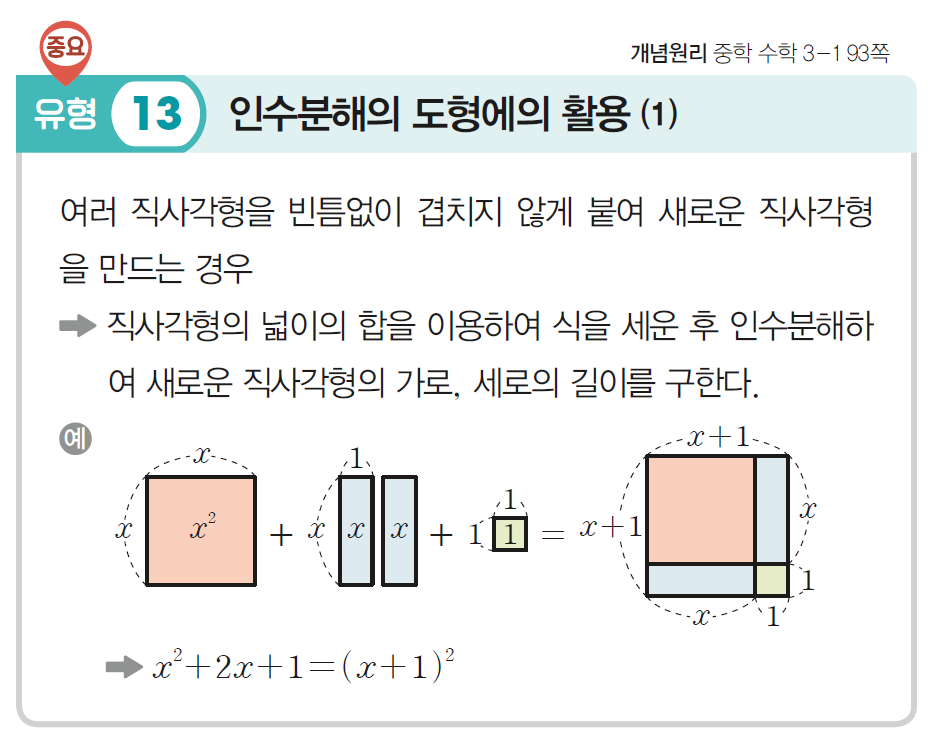 중요
개념원리 중학 수학 3-1 93쪽
유형 13 인수분해의 도형에의 활용 (1)
여러 직사각형을 빈틈없이 겹치지 않게 붙여 새로운 직사각형
을 만드는 경우
➡ 직사각형의 넓이의 합을 이용하여 식을 세운 후 인수분해하
여 새로운 직사각형의 가로, 세로의 길이를 구한다.
예
x 1 1 x+1
x x² + x x x + 1 1 = x+1 x
1
x 1
➡ x²+2x+1=(x+1)²